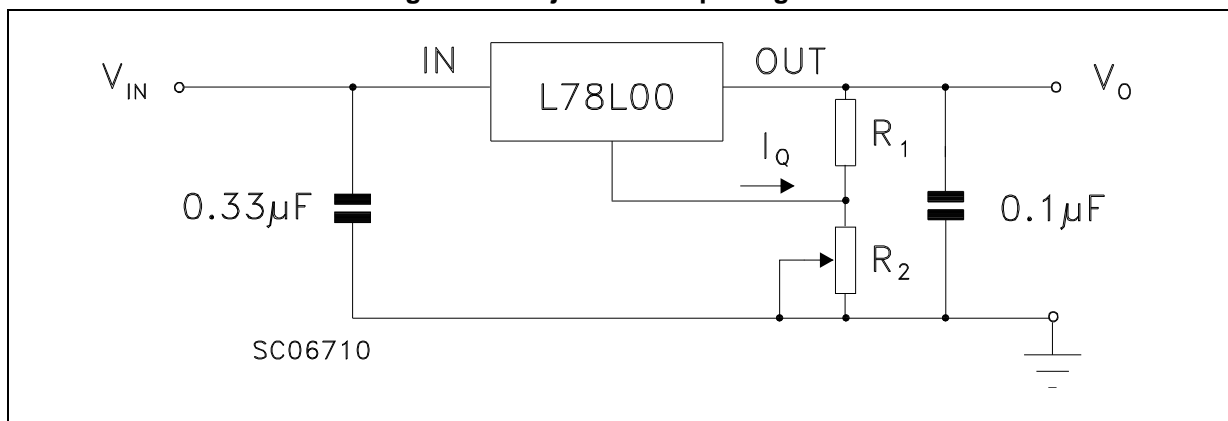 IN
OUT
V_IN
L78L00
V_O
R_1
I_Q
0.33µF
0.1µF
R_2
SC06710